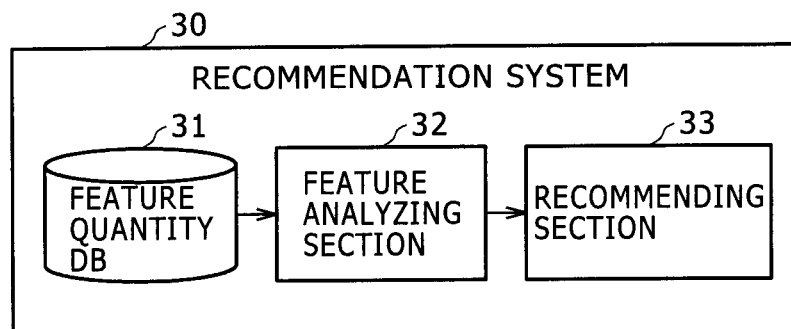 30
RECOMMENDATION SYSTEM
31
32
33
FEATURE
QUANTITY
DB
FEATURE
ANALYZING
SECTION
RECOMMENDING
SECTION